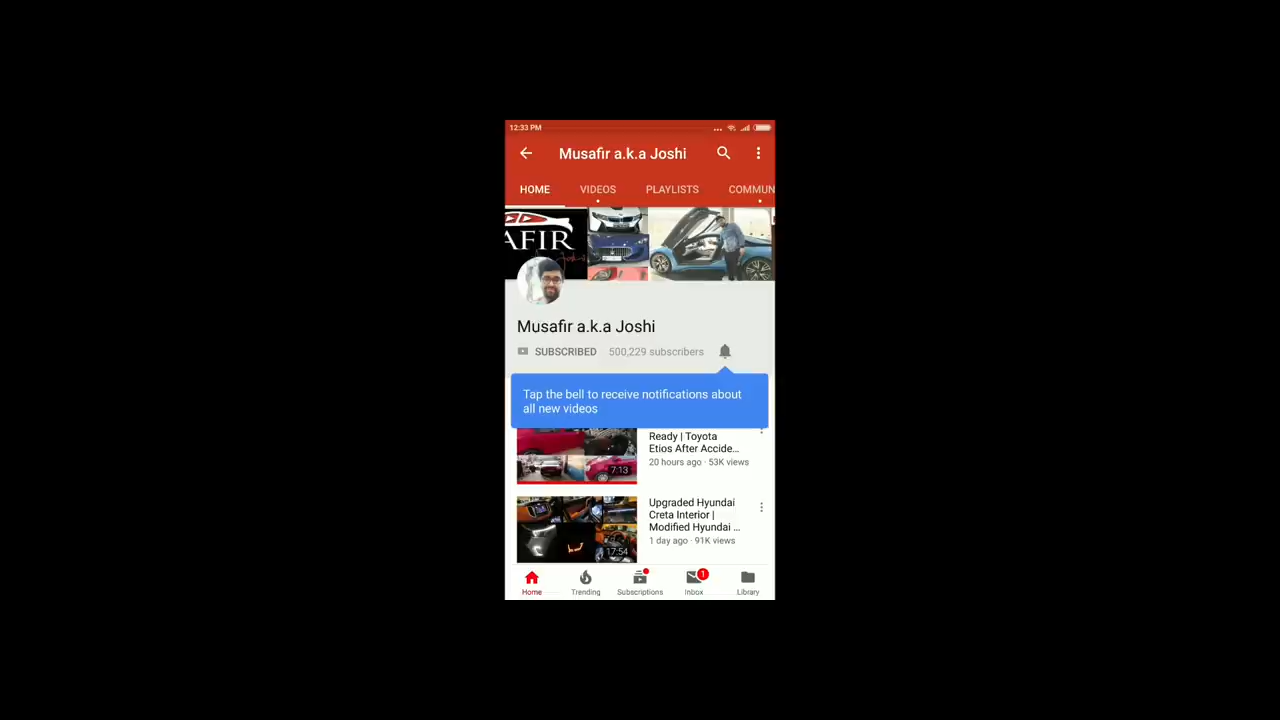 12:33 PM
Musafir a.k.a Joshi
HOME VIDEOS PLAYLISTS COMMUN
AFIR
Musafir a.k.a Joshi
SUBSCRIBED 500,229 subscribers
Tap the bell to receive notifications about
all new videos
Ready | Toyota
Etios After Accide...
20 hours ago · 53K views
7:13
Upgraded Hyundai
Creta Interior |
Modified Hyundai ...
1 day ago · 91K views
17:54
1
Home Trending Subscriptions Inbox Library